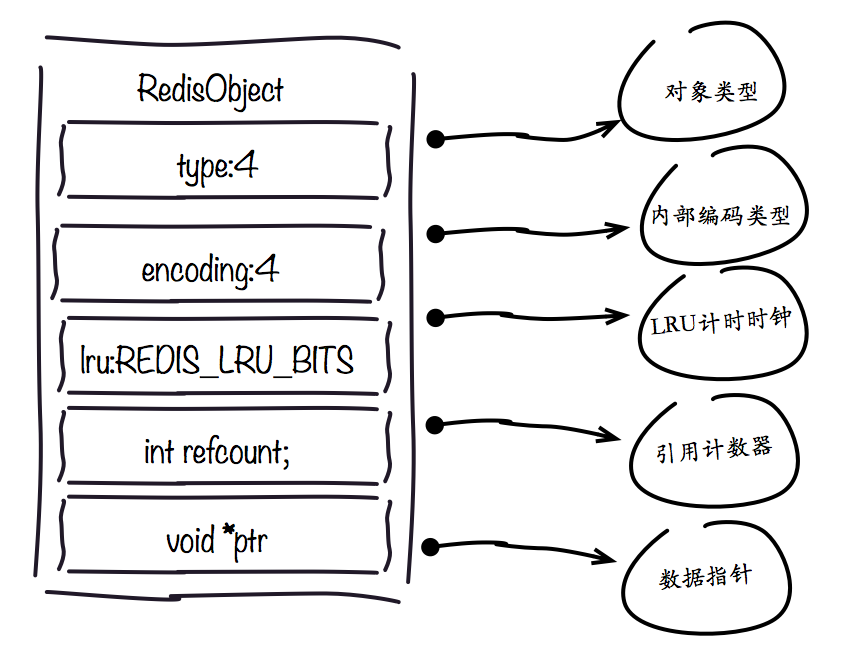 RedisObject
type:4
encoding:4
lru:REDIS_LRU_BITS
int refcount;
void *ptr
对象类型
内部编码类型
LRU计时时钟
引用计数器
数据指针